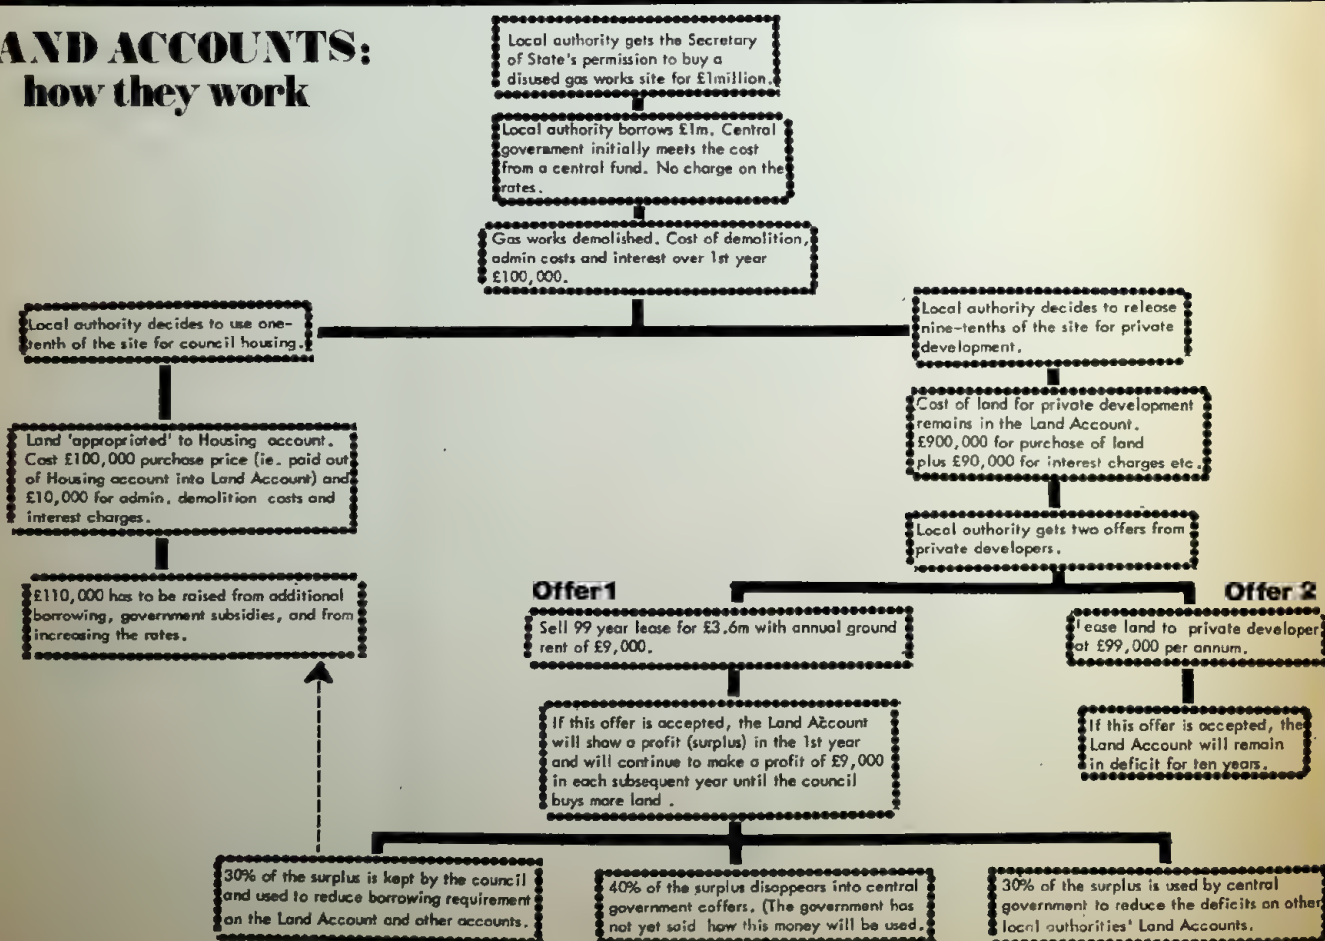 AND ACCOUNTS:
how they work
Local authority gets the Secretary
of State's permission to buy a
disused gas works site for £1million.
Local authority borrows £1m. Central
government initially meets the cost
from a central fund. No charge on the
rates.
Gas works demolished. Cost of demolition,
admin costs and interest over 1st year
£100,000.
Local authority decides to use one-
tenth of the site for council housing.
Land 'appropriated' to Housing account.
Cost £100,000 purchase price (ie. paid out
of Housing account into Land Account) and
£10,000 for admin. demolition costs and
interest charges.
£110,000 has to be raised from additional
borrowing, government subsidies, and from
increasing the rates.
Local authority decides to release
nine-tenths of the site for private
development.
Cost of land for private development
remains in the Land Account.
£900,000 for purchase of land
plus £90,000 for interest charges etc.
Local authority gets two offers from
private developers.
Offer1
Sell 99 year lease for £3.6m with annual ground
rent of £9,000.
If this offer is accepted, the Land Account
will show a profit (surplus) in the 1st year
and will continue to make a profit of £9,000
in each subsequent year until the council
buys more land .
Offer 2
lease land to private developer
at £99,000 per annum.
If this offer is accepted, the
Land Account will remain
in deficit for ten years.
30% of the surplus is kept by the council
and used to reduce borrowing requirement
on the Land Account and other accounts.
40% of the surplus disappears into central
government coffers. (The government has
not yet said how this money will be used.
30% of the surplus is used by central
government to reduce the deficits on other
local authorities' Land Accounts.